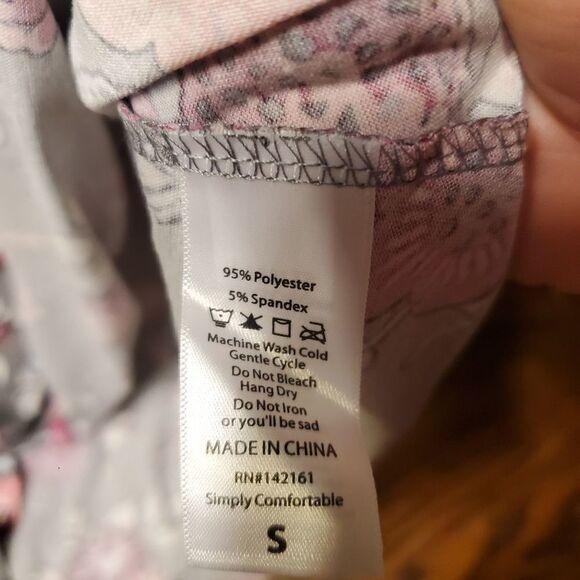 95% Polyester
5% Spandex
Machine Wash Cold
Gentle Cycle
Do Not Bleach
Hang Dry
Do Not Iron
or you'll be sad
MADE IN CHINA
RN#142161
Simply Comfortable
S